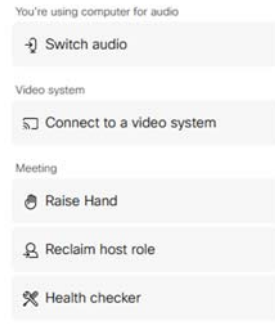 You're using computer for audio
Switch audio
Video system
Connect to a video system
Meeting
Raise Hand
Reclaim host role
Health checker